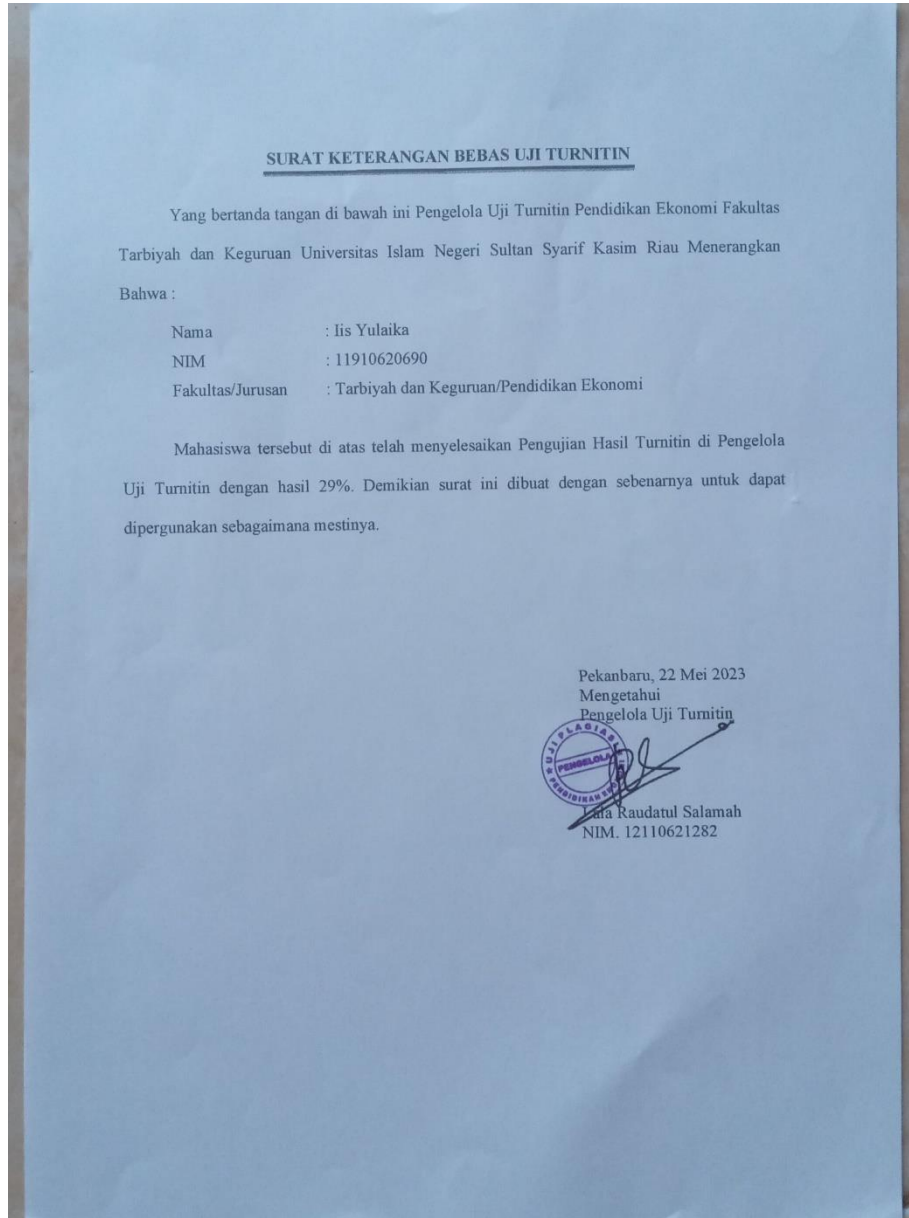 SURAT KETERANGAN BEBAS UJI TURNITIN
Yang bertanda tangan di bawah ini Pengelola Uji Turnitin Pendidikan Ekonomi Fakultas
Tarbiyah dan Keguruan Universitas Islam Negeri Sultan Syarif Kasim Riau Menerangkan
Bahwa :
Nama : Iis Yulaika
NIM : 11910620690
Fakultas/Jurusan : Tarbiyah dan Keguruan/Pendidikan Ekonomi
Mahasiswa tersebut di atas telah menyelesaikan Pengujian Hasil Turnitin di Pengelola
Uji Turnitin dengan hasil 29%. Demikian surat ini dibuat dengan sebenarnya untuk dapat
dipergunakan sebagaimana mestinya.
Pekanbaru, 22 Mei 2023
Mengetahui
Pengelola Uji Turnitin
UJI
PENGELOLA
PENDIDIKAN
Raudatul Salamah
NIM. 12110621282